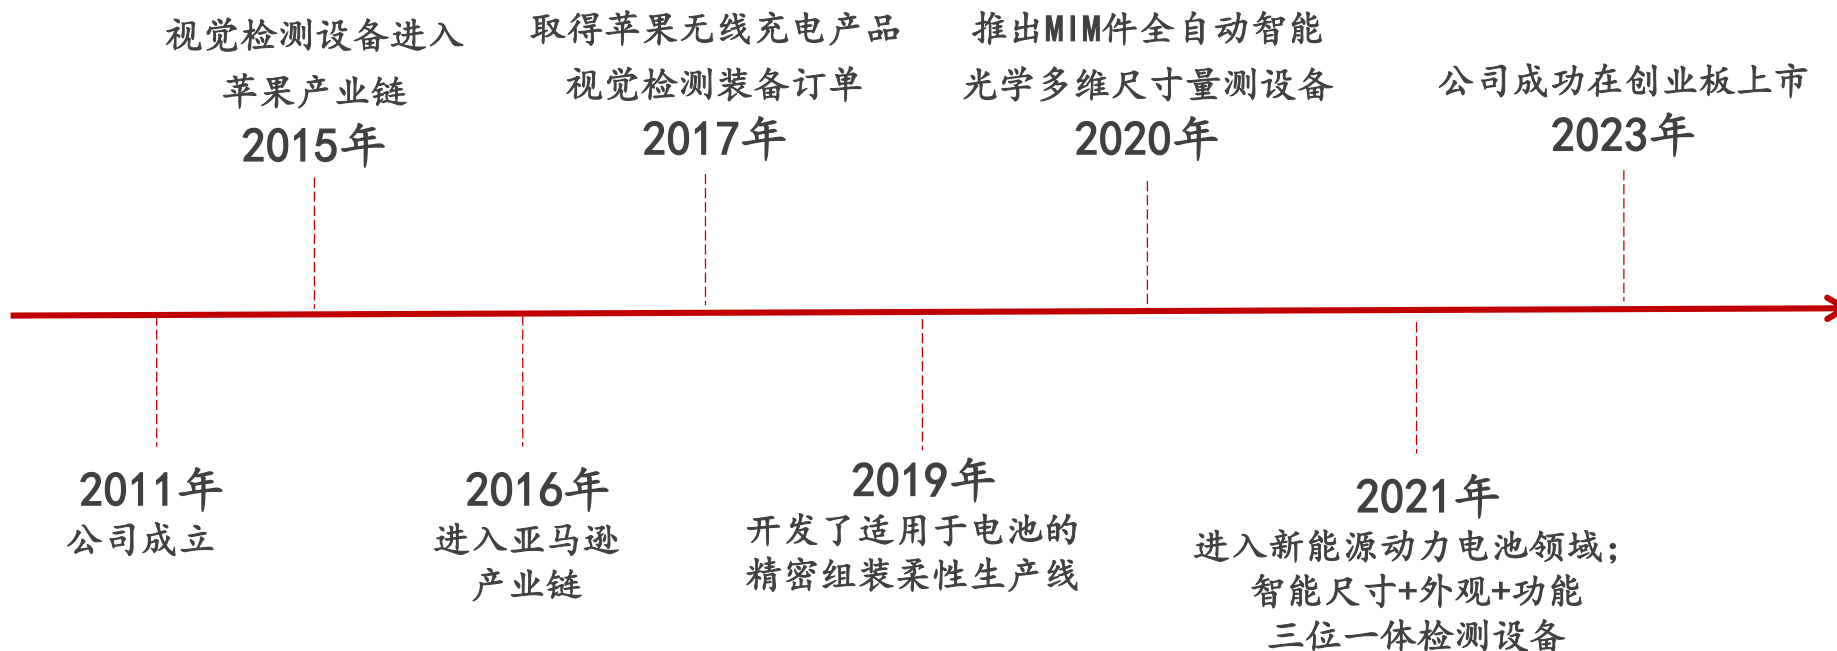 视觉检测设备进入
苹果产业链
2015年
取得苹果无线充电产品
视觉检测装备订单
2017年
推出MIM件全自动智能
光学多维尺寸量测设备
2020年
公司成功在创业板上市
2023年
2011年
公司成立
2016年
进入亚马逊
产业链
2019年
开发了适用于电池的
精密组装柔性生产线
2021年
进入新能源动力电池领域；
智能尺寸+外观+功能
三位一体检测设备